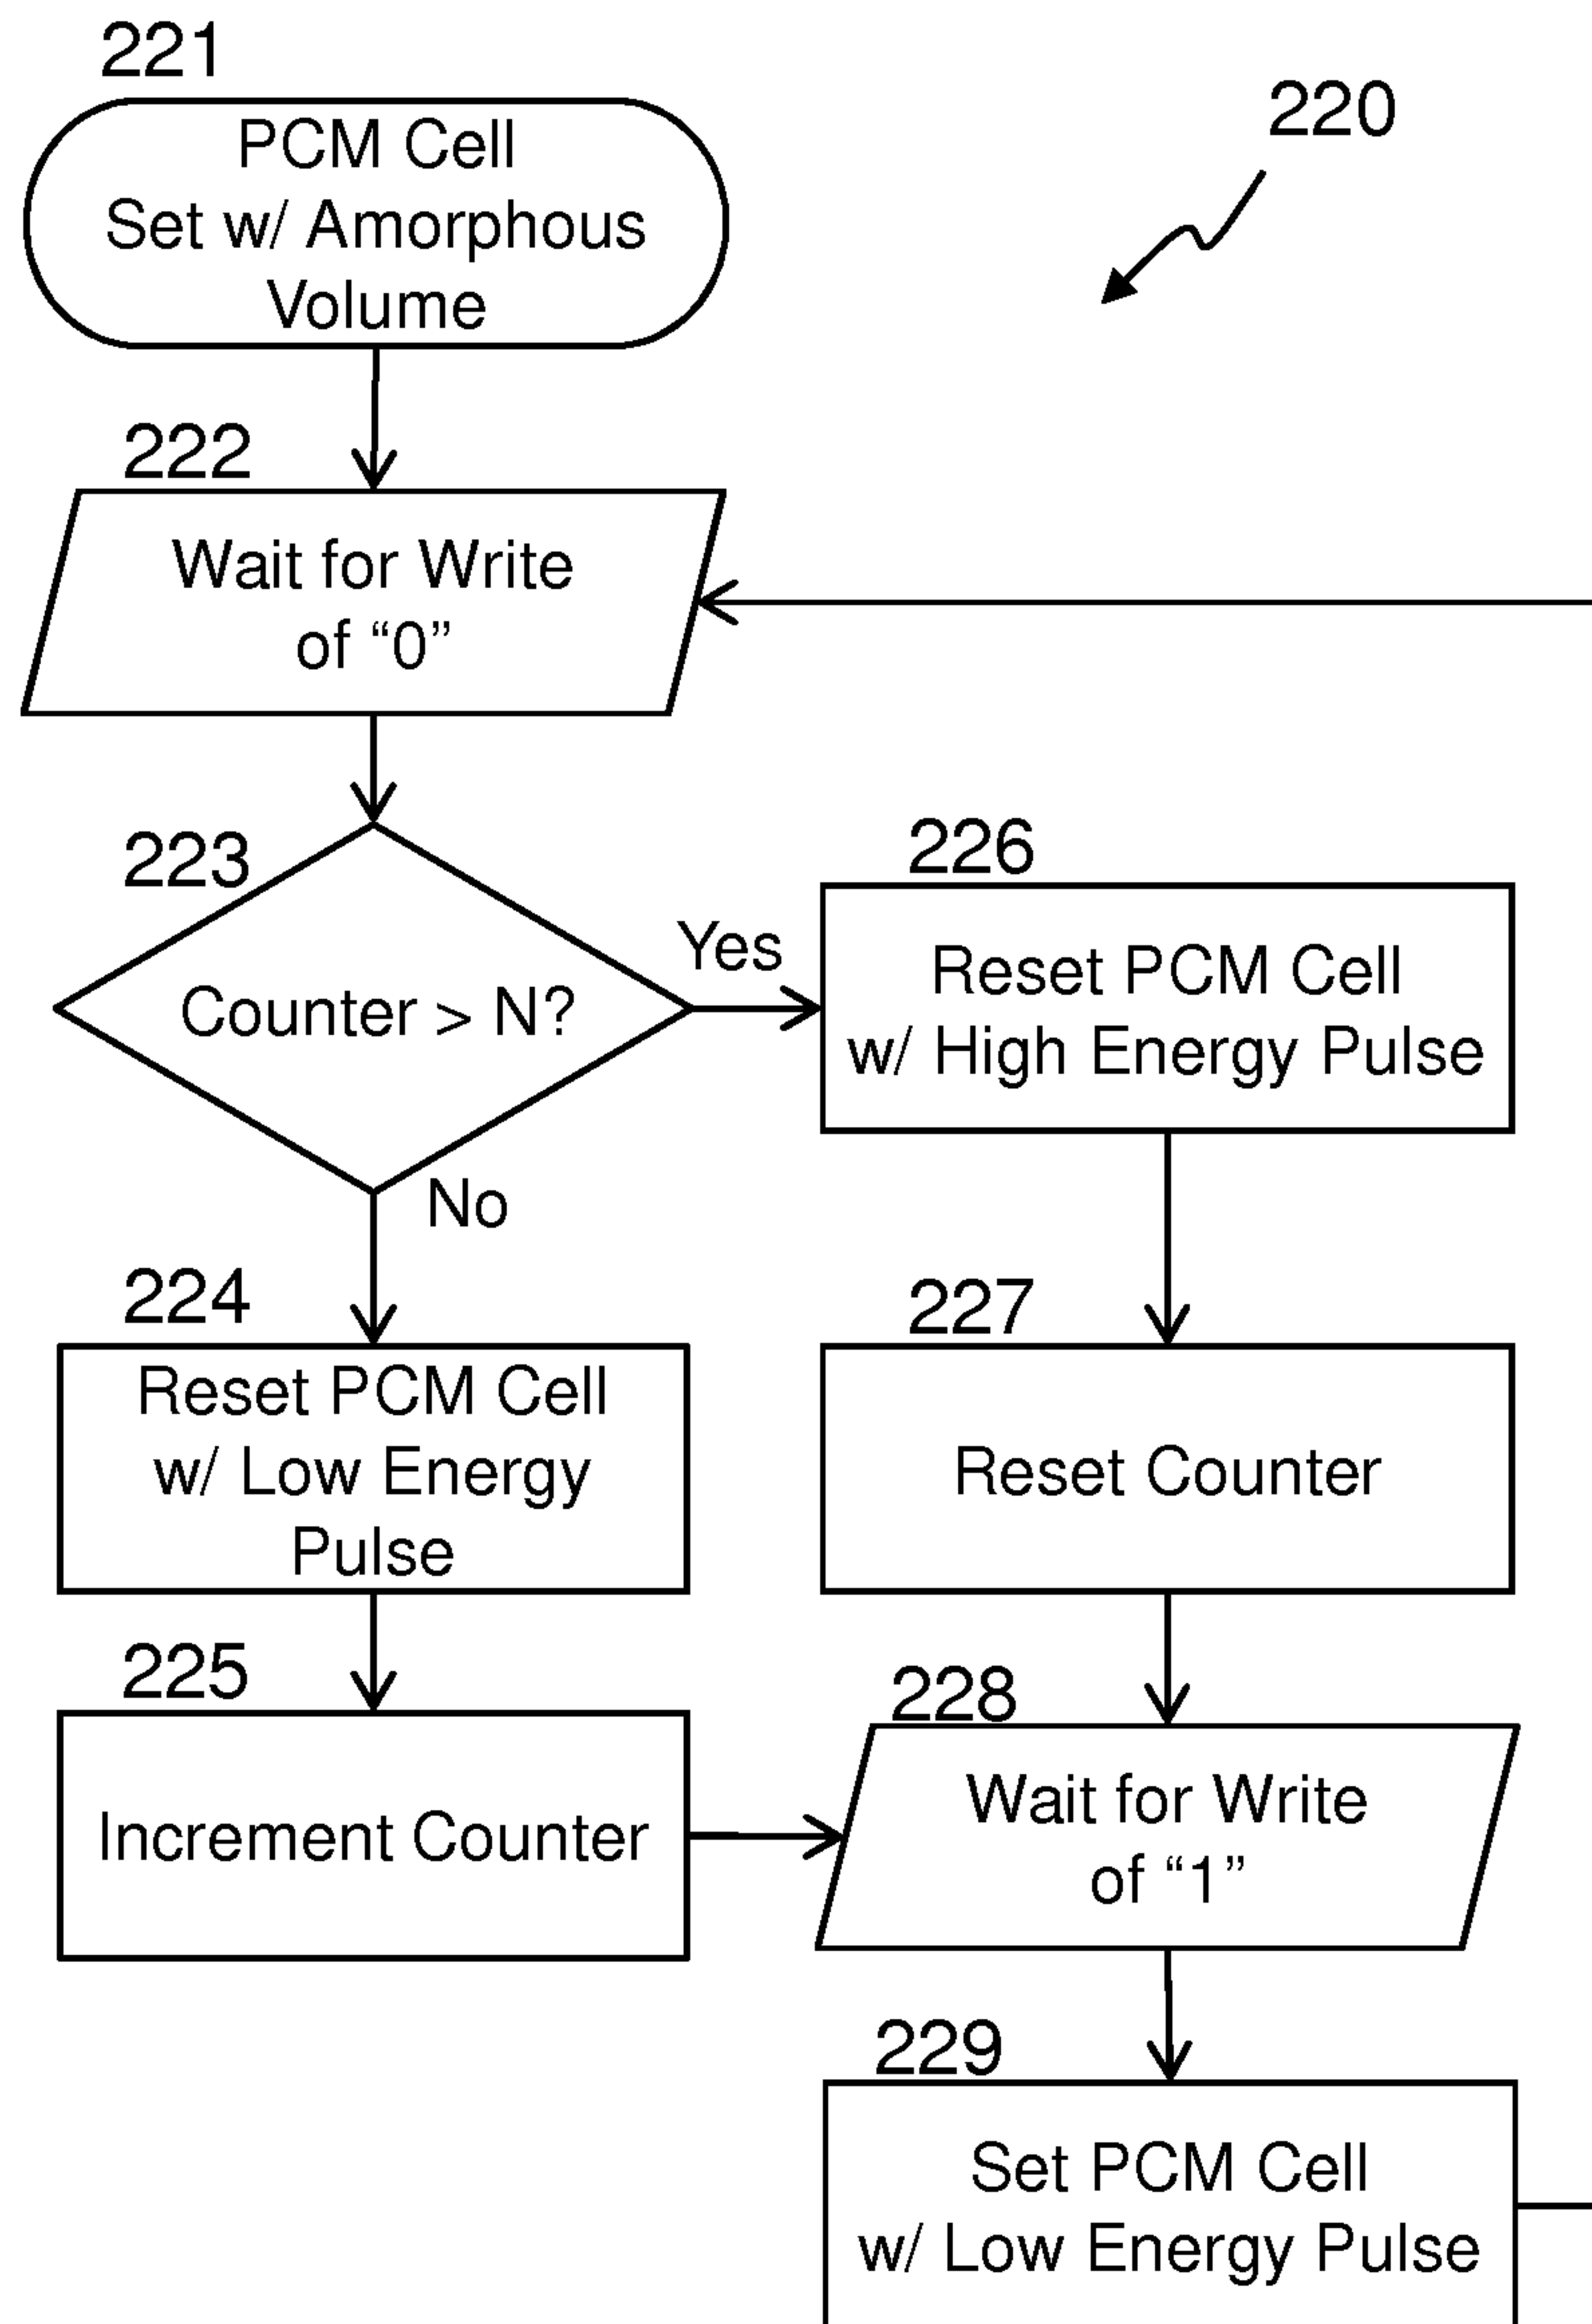 221
PCM Cell
Set w/ Amorphous
Volume
220
222
Wait for Write
of “0”
223
Counter > N?
Yes
No
226
Reset PCM Cell
w/ High Energy Pulse
224
Reset PCM Cell
w/ Low Energy
Pulse
227
Reset Counter
225
Increment Counter
228
Wait for Write
of “1”
229
Set PCM Cell
w/ Low Energy Pulse